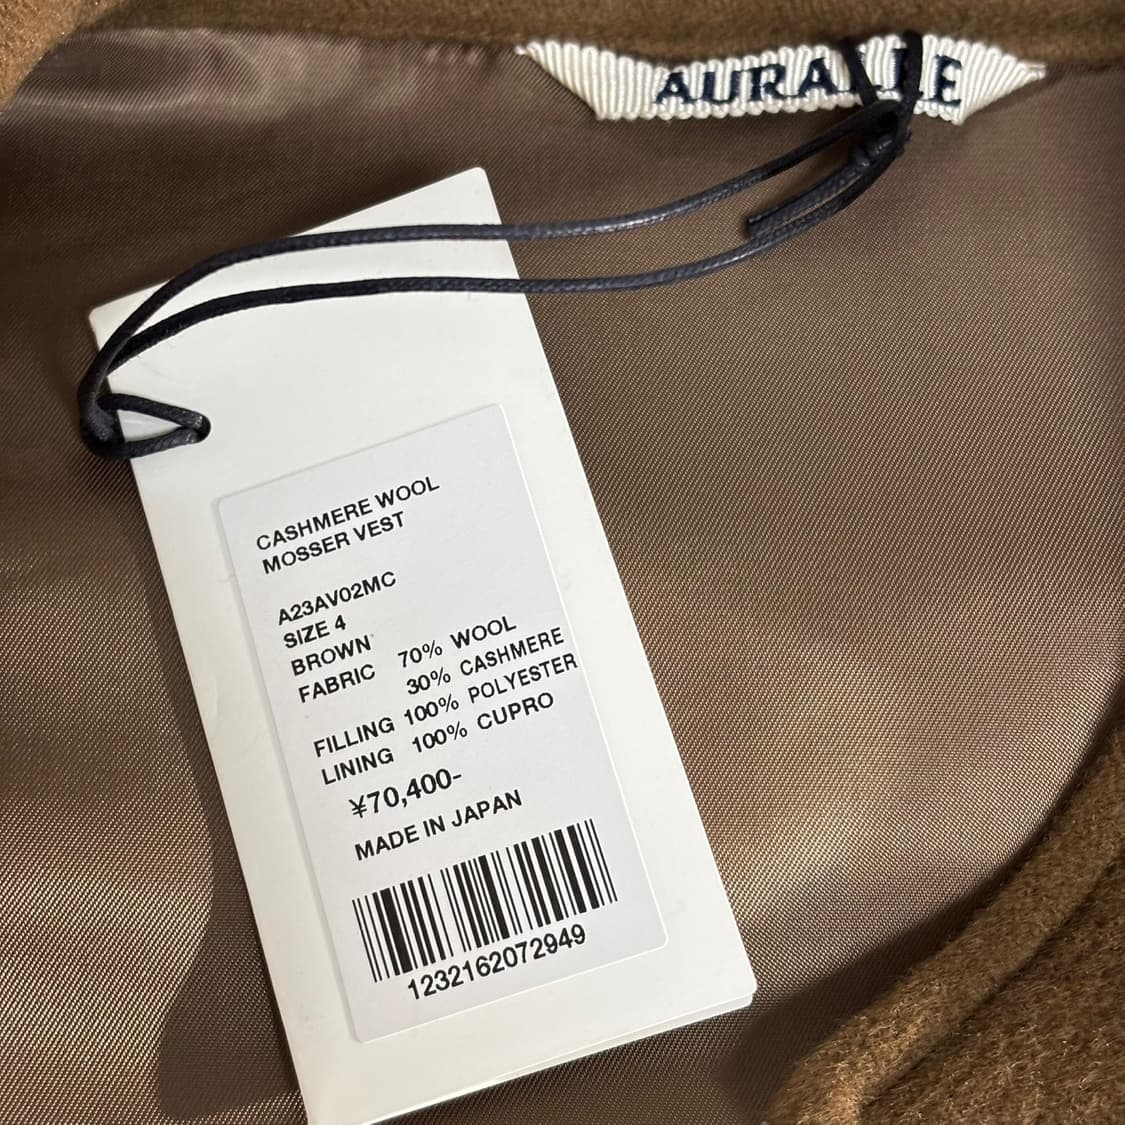 AURALEE
CASHMERE WOOL
MOSSER VEST
A23AV02MC
SIZE 4
BROWN
FABRIC 70% WOOL
30% CASHMERE
FILLING 100% POLYESTER
LINING 100% CUPRO
¥70,400-
MADE IN JAPAN
1232162072949